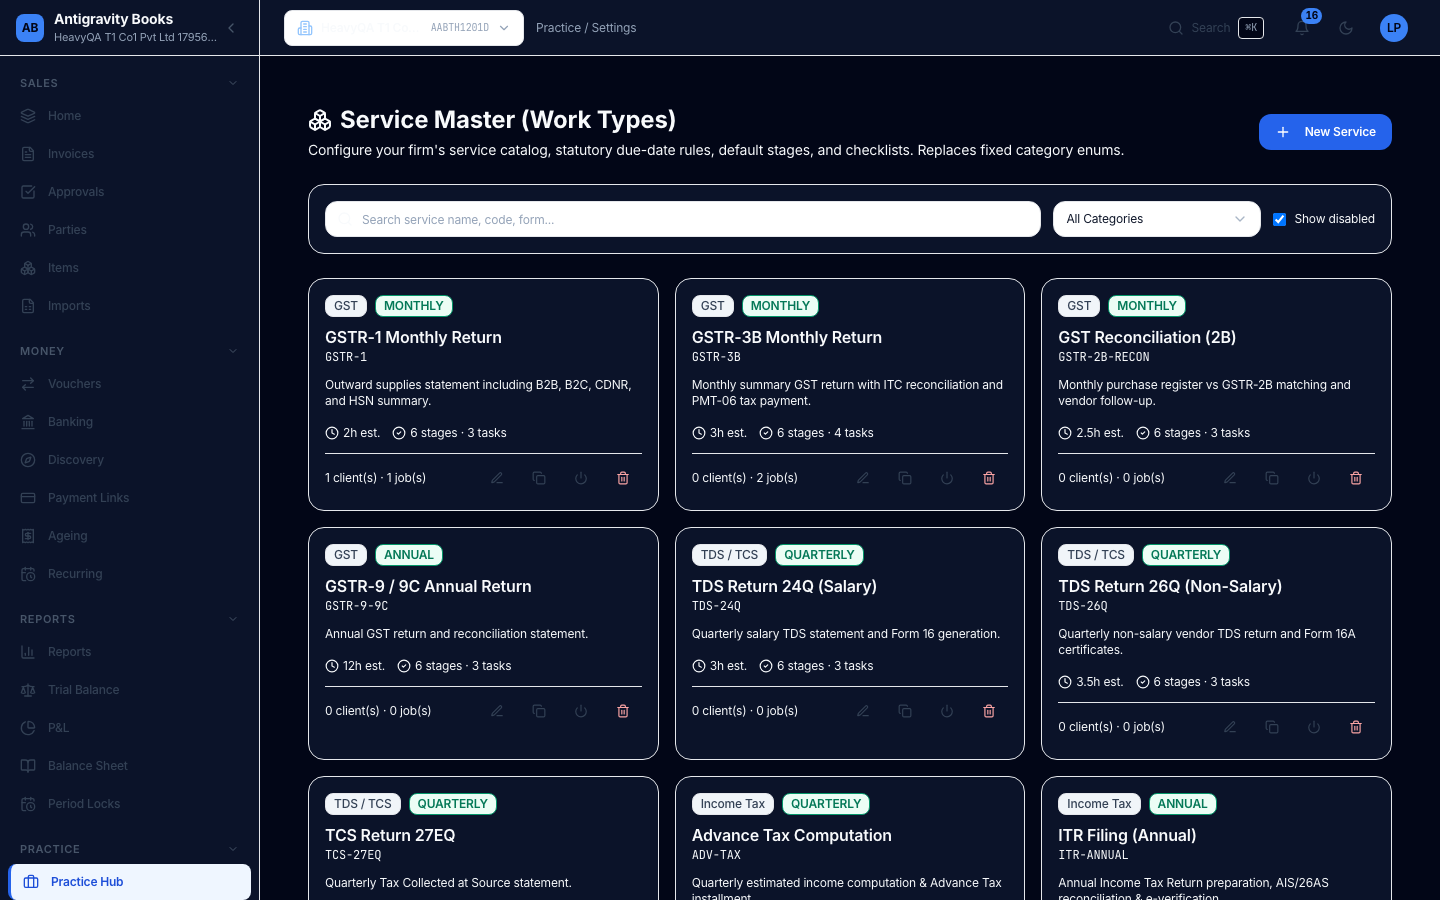 AB
Antigravity Books
HeavyQA T1 Co1 Pvt Ltd 17956...
SALES
Home
Invoices
Approvals
Parties
Items
Imports
MONEY
Vouchers
Banking
Discovery
Payment Links
Ageing
Recurring
REPORTS
Reports
Trial Balance
P&L
Balance Sheet
Period Locks
PRACTICE
Practice Hub
AABTH1201D
Practice / Settings
Search
⌘K
16
LP
Service Master (Work Types)
Configure your firm's service catalog, statutory due-date rules, default stages, and checklists. Replaces fixed category enums.
New Service
Search service name, code, form...
All Categories
Show disabled
GST MONTHLY
GSTR-1 Monthly Return
GSTR-1
Outward supplies statement including B2B, B2C, CDNR,
and HSN summary.
2h est. 6 stages · 3 tasks
1 client(s) · 1 job(s)
GST MONTHLY
GSTR-3B Monthly Return
GSTR-3B
Monthly summary GST return with ITC reconciliation and
PMT-06 tax payment.
3h est. 6 stages · 4 tasks
0 client(s) · 2 job(s)
GST MONTHLY
GST Reconciliation (2B)
GSTR-2B-RECON
Monthly purchase register vs GSTR-2B matching and
vendor follow-up.
2.5h est. 6 stages · 3 tasks
0 client(s) · 0 job(s)
GST ANNUAL
GSTR-9 / 9C Annual Return
GSTR-9-9C
Annual GST return and reconciliation statement.
12h est. 6 stages · 3 tasks
0 client(s) · 0 job(s)
TDS / TCS QUARTERLY
TDS Return 24Q (Salary)
TDS-24Q
Quarterly salary TDS statement and Form 16 generation.
3h est. 6 stages · 3 tasks
0 client(s) · 0 job(s)
TDS / TCS QUARTERLY
TDS Return 26Q (Non-Salary)
TDS-26Q
Quarterly non-salary vendor TDS return and Form 16A
certificates.
3.5h est. 6 stages · 3 tasks
0 client(s) · 0 job(s)
TDS / TCS QUARTERLY
TCS Return 27EQ
TCS-27EQ
Quarterly Tax Collected at Source statement.
Income Tax QUARTERLY
Advance Tax Computation
ADV-TAX
Quarterly estimated income computation & Advance Tax
installment
Income Tax ANNUAL
ITR Filing (Annual)
ITR-ANNUAL
Annual Income Tax Return preparation, AIS/26AS
reconciliation & e-verification